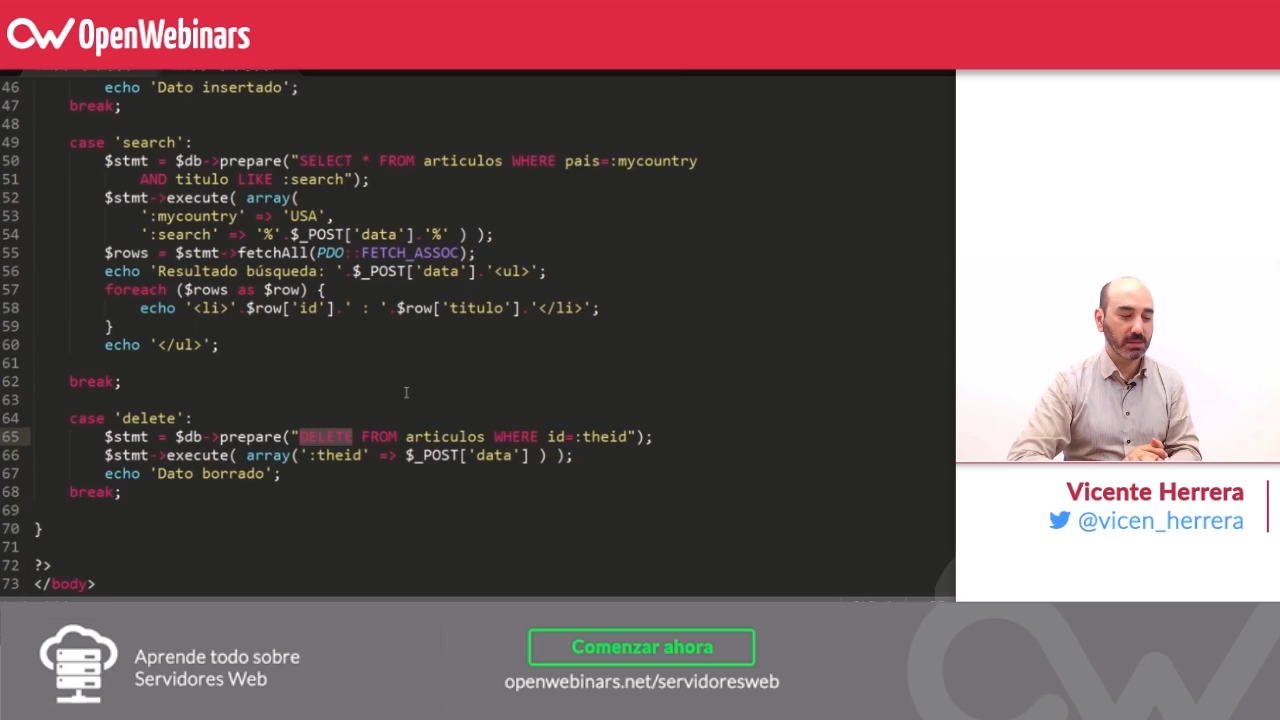 OpenWebinars
46 echo 'Dato insertado';
47 break;
48
49 case 'search':
50 $stmt = $db->prepare("SELECT * FROM articulos WHERE pais=:mycountry
51 AND titulo LIKE :search");
52 $stmt->execute( array(
53 ':mycountry' => 'USA',
54 ':search' => '%'.$_POST['data'].'%' ) );
55 $rows = $stmt->fetchAll(PDO::FETCH_ASSOC);
56 echo 'Resultado búsqueda: '.$_POST['data'].'<ul>';
57 foreach ($rows as $row) {
58 echo '<li>'.$row['id'].' : '.$row['titulo'].'</li>';
59 }
60 echo '</ul>';
61
62 break;
63
64 case 'delete':
65 $stmt = $db->prepare("DELETE FROM articulos WHERE id=:theid");
66 $stmt->execute( array(':theid' => $_POST['data'] ) );
67 echo 'Dato borrado';
68 break;
69
70 }
71
72 ?>
73 </body>
Vicente Herrera
@vicen_herrera
Aprende todo sobre
Servidores Web
Comenzar ahora
openwebinars.net/servidoresweb